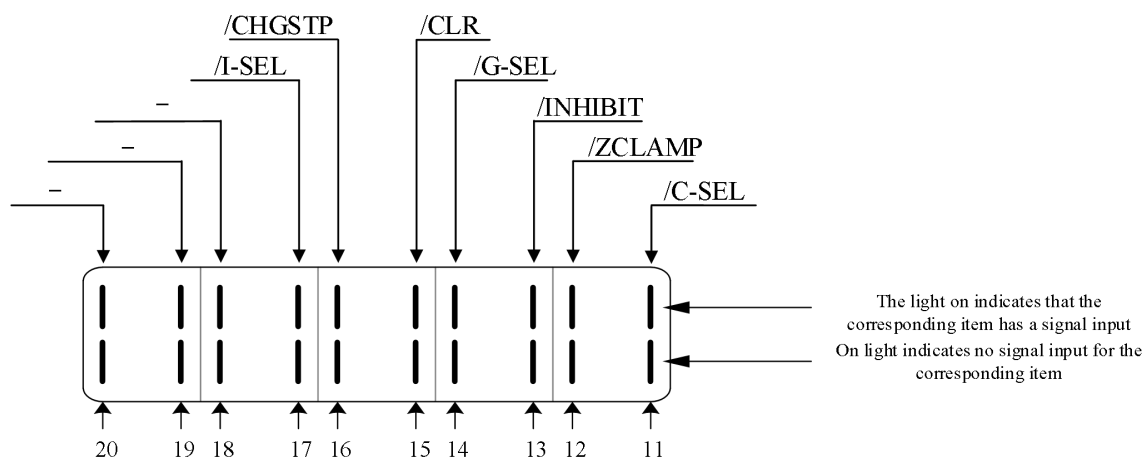 /CHGSTP
/CLR
/I-SEL
/G-SEL
–
/INHIBIT
–
/ZCLAMP
–
/C-SEL
The light on indicates that the
corresponding item has a signal input
On light indicates no signal input for the
corresponding item
20 19 18 17 16 15 14 13 12 11